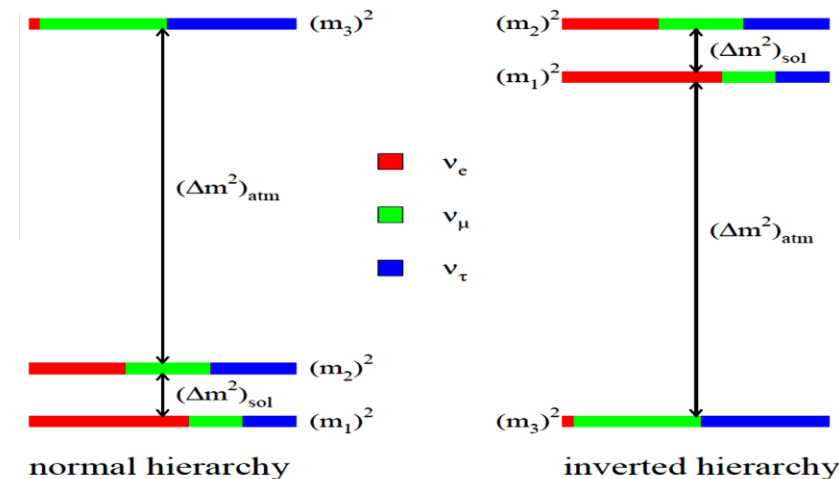 (m₃)²
(Δm²)atm
(m₂)²
(Δm²)sol
(m₁)²
normal hierarchy
νe
νμ
ντ
(m₂)²
(Δm²)sol
(m₁)²
(Δm²)atm
(m₃)²
inverted hierarchy